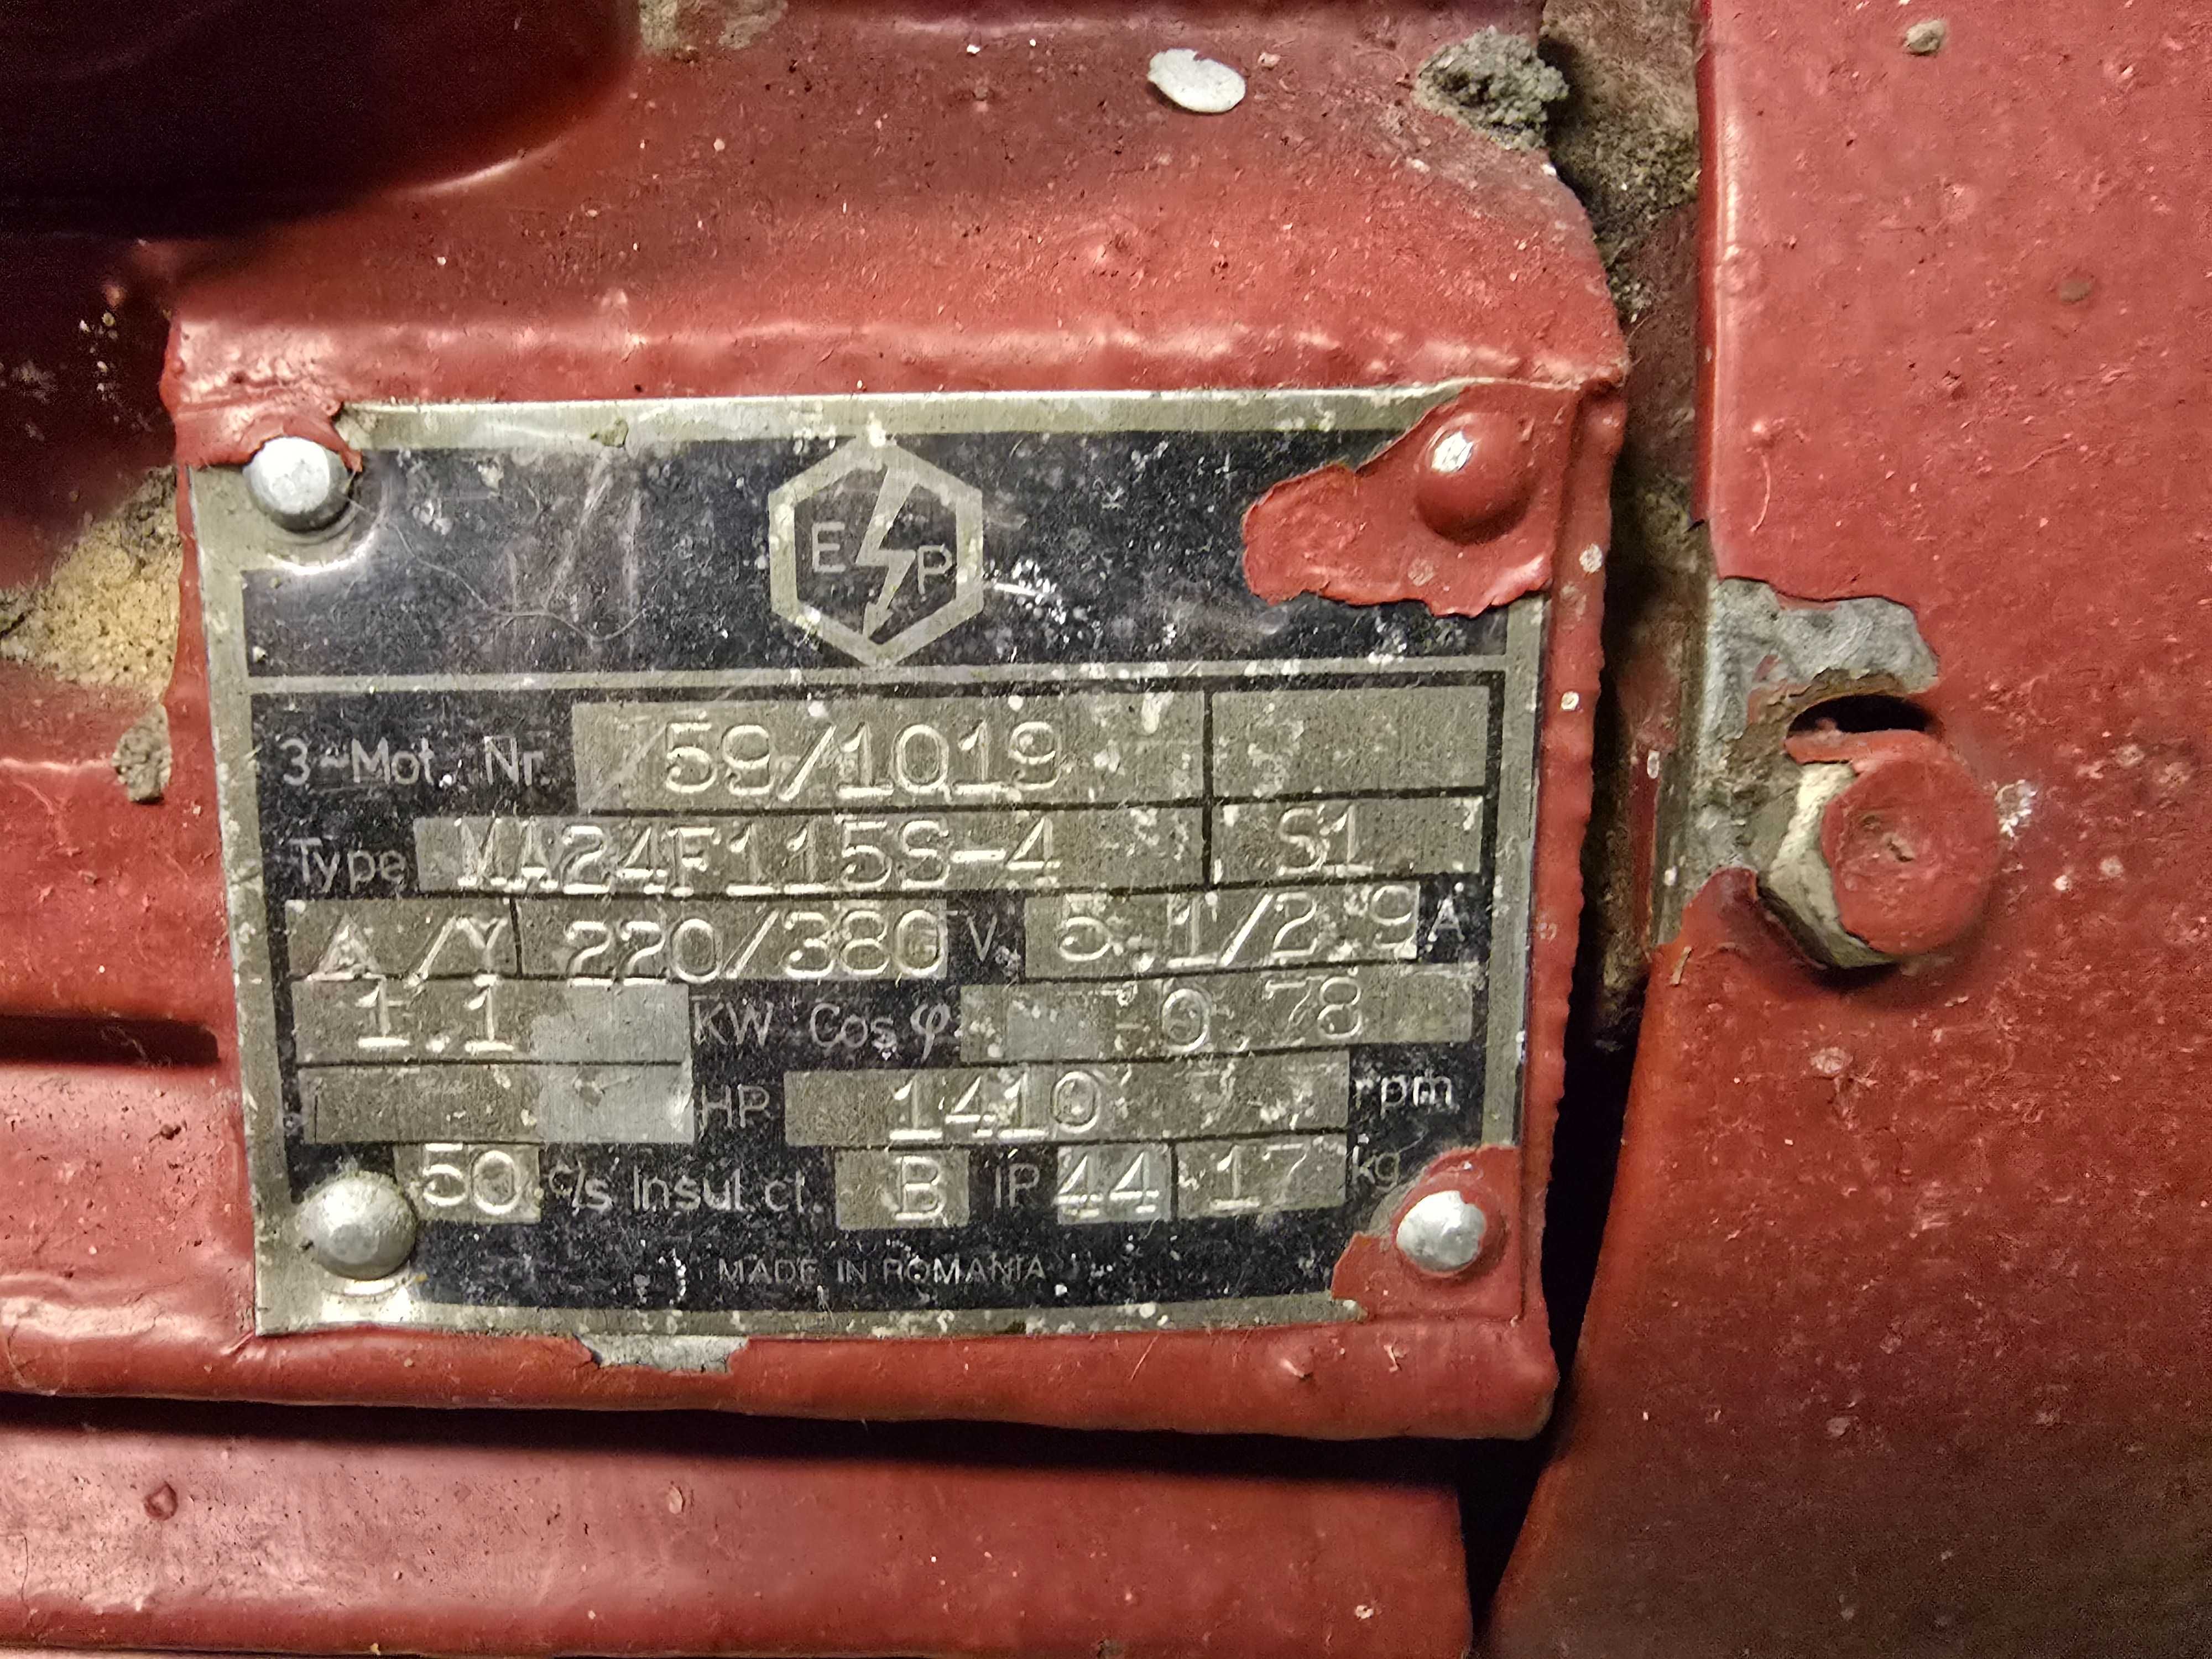 E P
3~Mot. Nr. 59/1019
Type MA24F115S-4 S1
Δ/Y 220/380 V 5.1/2.9 A
1.1 KW Cos φ 0.78
HP 1410 rpm
50 c/s Insul.cl. B IP 44 17 kg
MADE IN ROMANIA